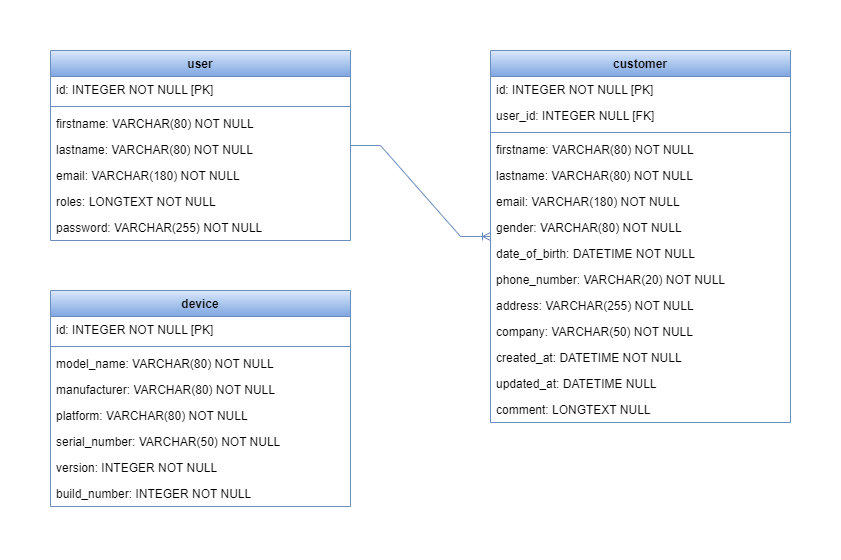 user
id: INTEGER NOT NULL [PK]
firstname: VARCHAR(80) NOT NULL
lastname: VARCHAR(80) NOT NULL
email: VARCHAR(180) NOT NULL
roles: LONGTEXT NOT NULL
password: VARCHAR(255) NOT NULL
customer
id: INTEGER NOT NULL [PK]
user_id: INTEGER NULL [FK]
firstname: VARCHAR(80) NOT NULL
lastname: VARCHAR(80) NOT NULL
email: VARCHAR(180) NOT NULL
gender: VARCHAR(80) NOT NULL
date_of_birth: DATETIME NOT NULL
phone_number: VARCHAR(20) NOT NULL
address: VARCHAR(255) NOT NULL
company: VARCHAR(50) NOT NULL
created_at: DATETIME NOT NULL
updated_at: DATETIME NULL
comment: LONGTEXT NULL
device
id: INTEGER NOT NULL [PK]
model_name: VARCHAR(80) NOT NULL
manufacturer: VARCHAR(80) NOT NULL
platform: VARCHAR(80) NOT NULL
serial_number: VARCHAR(50) NOT NULL
version: INTEGER NOT NULL
build_number: INTEGER NOT NULL